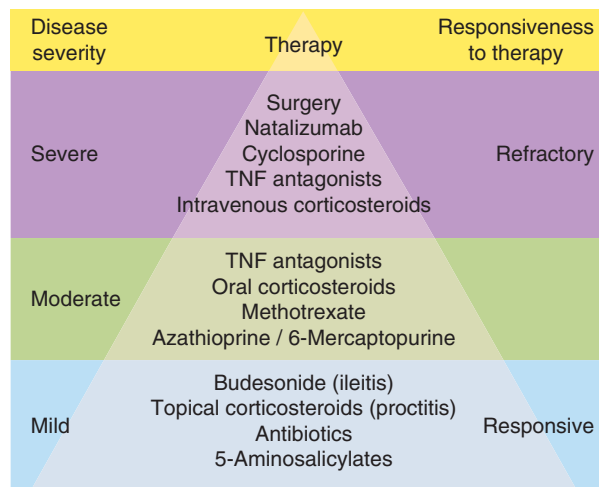 Disease
severity
Therapy
Responsiveness
to therapy
Severe
Surgery
Natalizumab
Cyclosporine
TNF antagonists
Intravenous corticosteroids
Refractory
Moderate
TNF antagonists
Oral corticosteroids
Methotrexate
Azathioprine / 6-Mercaptopurine
Mild
Budesonide (ileitis)
Topical corticosteroids (proctitis)
Antibiotics
5-Aminosalicylates
Responsive